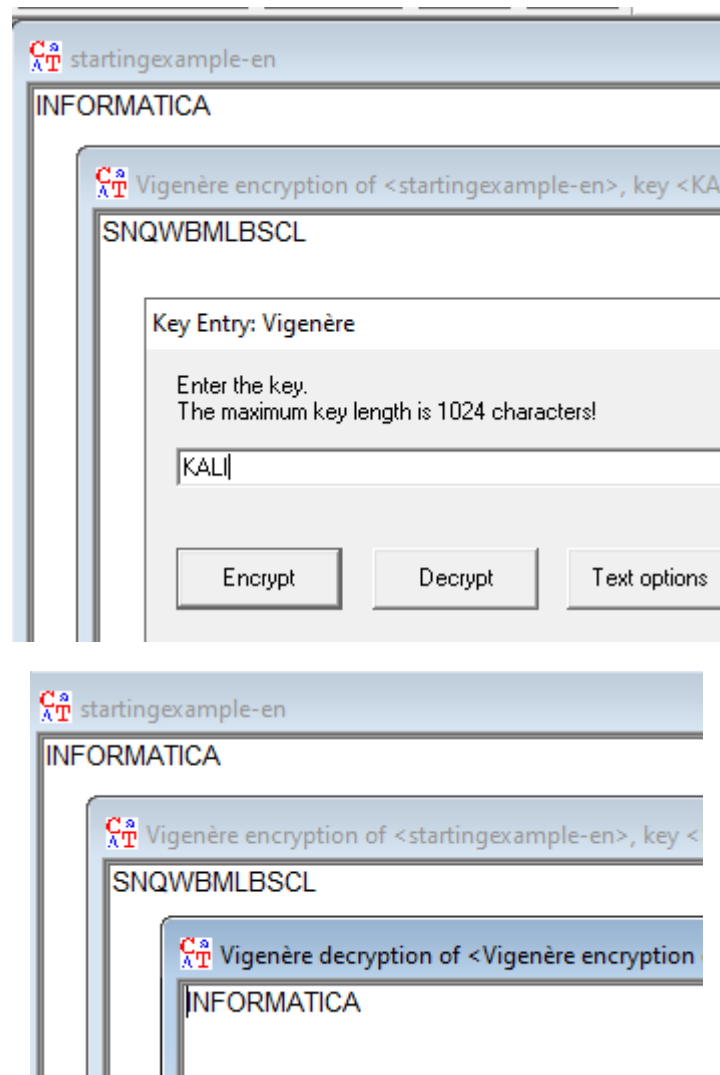 startingexample-en
INFORMATICA
Vigenère encryption of <startingexample-en>, key <KA
SNQWBMLBSCL
Key Entry: Vigenère
Enter the key.
The maximum key length is 1024 characters!
KALI
Encrypt Decrypt Text options
startingexample-en
INFORMATICA
Vigenère encryption of <startingexample-en>, key <
SNQWBMLBSCL
Vigenère decryption of <Vigenère encryption
INFORMATICA